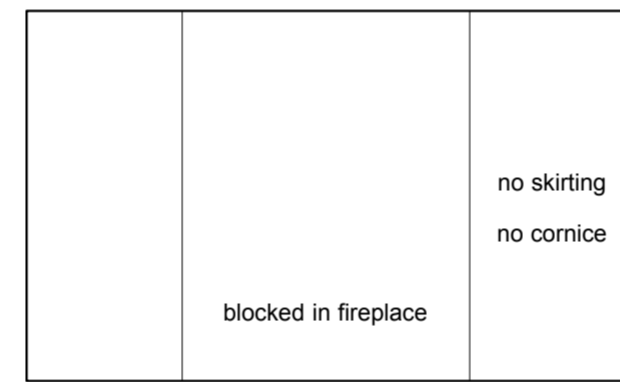 no skirting
no cornice
blocked in fireplace